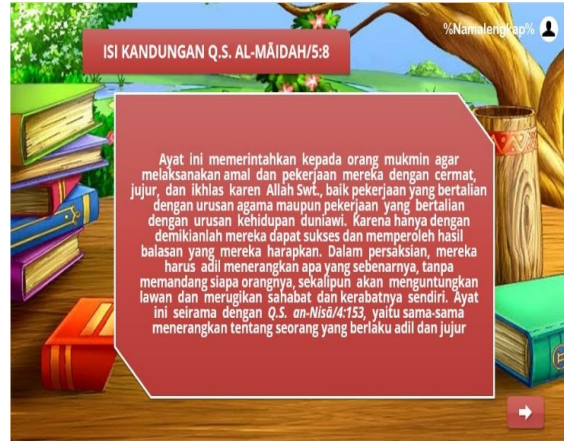 %Namalengkap%
ISI KANDUNGAN Q.S. AL-MĀIDAH/5:8
Ayat ini memerintahkan kepada orang mukmin agar
melaksanakan amal dan pekerjaan mereka dengan cermat,
jujur, dan ikhlas karen Allah Swt., baik pekerjaan yang bertalian
dengan urusan agama maupun pekerjaan yang bertalian
dengan urusan kehidupan duniawi. Karena hanya dengan
demikianlah mereka dapat sukses dan memperoleh hasil
balasan yang mereka harapkan. Dalam persaksian, mereka
harus adil menerangkan apa yang sebenarnya, tanpa
memandang siapa orangnya, sekalipun akan menguntungkan
lawan dan merugikan sahabat dan kerabatnya sendiri. Ayat
ini seirama dengan Q.S. an-Nisā/4:153, yaitu sama-sama
menerangkan tentang seorang yang berlaku adil dan jujur